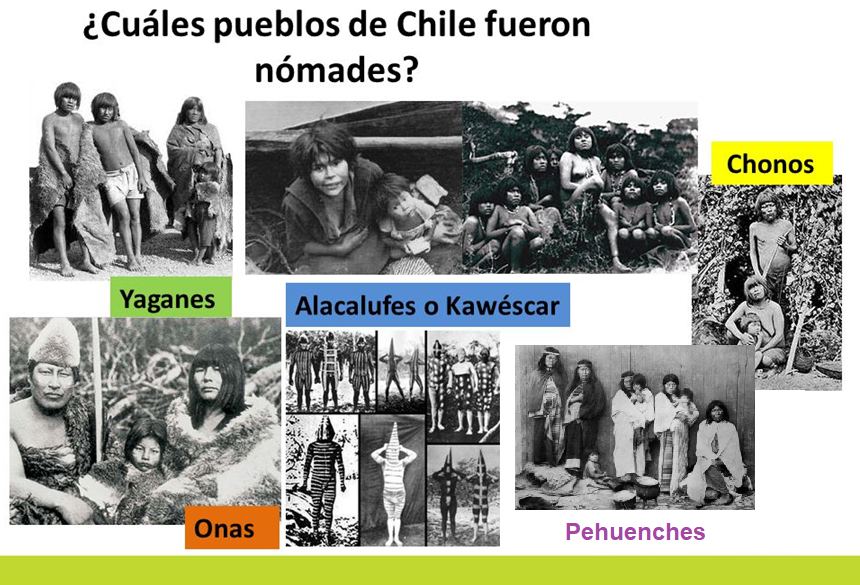 ¿Cuáles pueblos de Chile fueron
nómades?
Chonos
Yaganes
Alacalufes o Kawéscar
Onas
Pehuenches